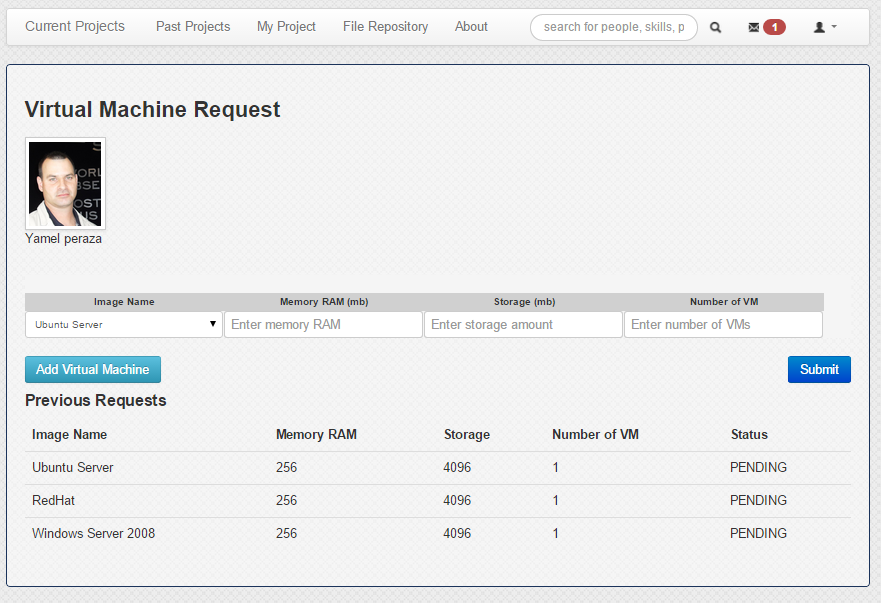 Current Projects Past Projects My Project File Repository About search for people, skills, p 1
Virtual Machine Request
Yamel peraza
Image Name Memory RAM (mb) Storage (mb) Number of VM
Ubuntu Server Enter memory RAM Enter storage amount Enter number of VMs
Add Virtual Machine Submit
Previous Requests
Image Name Memory RAM Storage Number of VM Status
Ubuntu Server 256 4096 1 PENDING
RedHat 256 4096 1 PENDING
Windows Server 2008 256 4096 1 PENDING